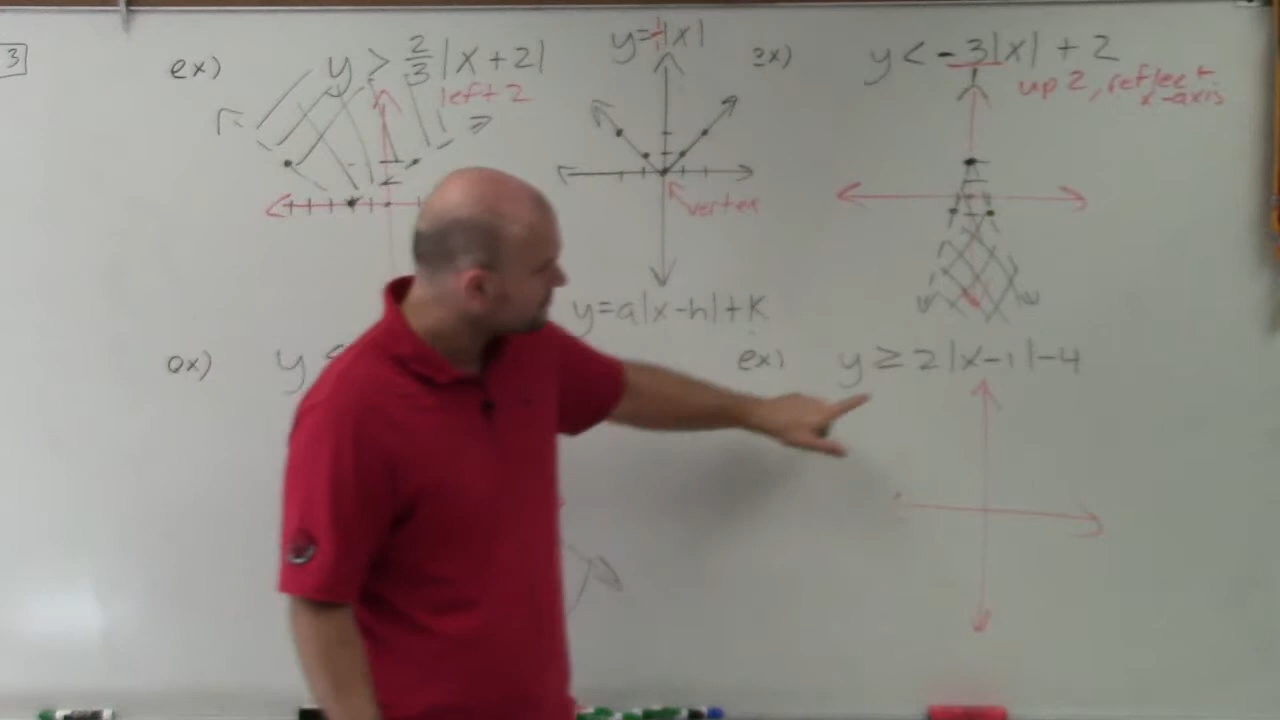 3
ex) y > 2/3 |x+2|
left 2
y=-|x|
vertex
y=a|x-h|+k
ex) y < -3|x| + 2
up 2, reflect
x-axis
ex) y
ex) y ≥ 2|x-1|-4